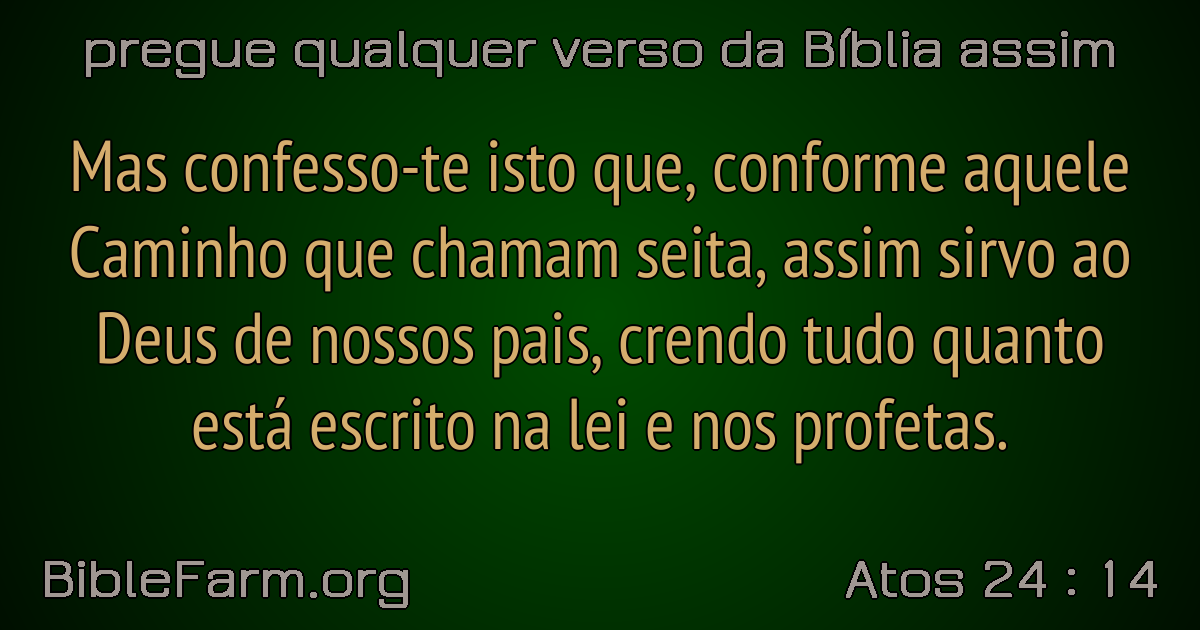 pregue qualquer verso da Bíblia assim
Mas confesso-te isto que, conforme aquele
Caminho que chamam seita, assim sirvo ao
Deus de nossos pais, crendo tudo quanto
está escrito na lei e nos profetas.
BibleFarm.org
Atos 24 : 14